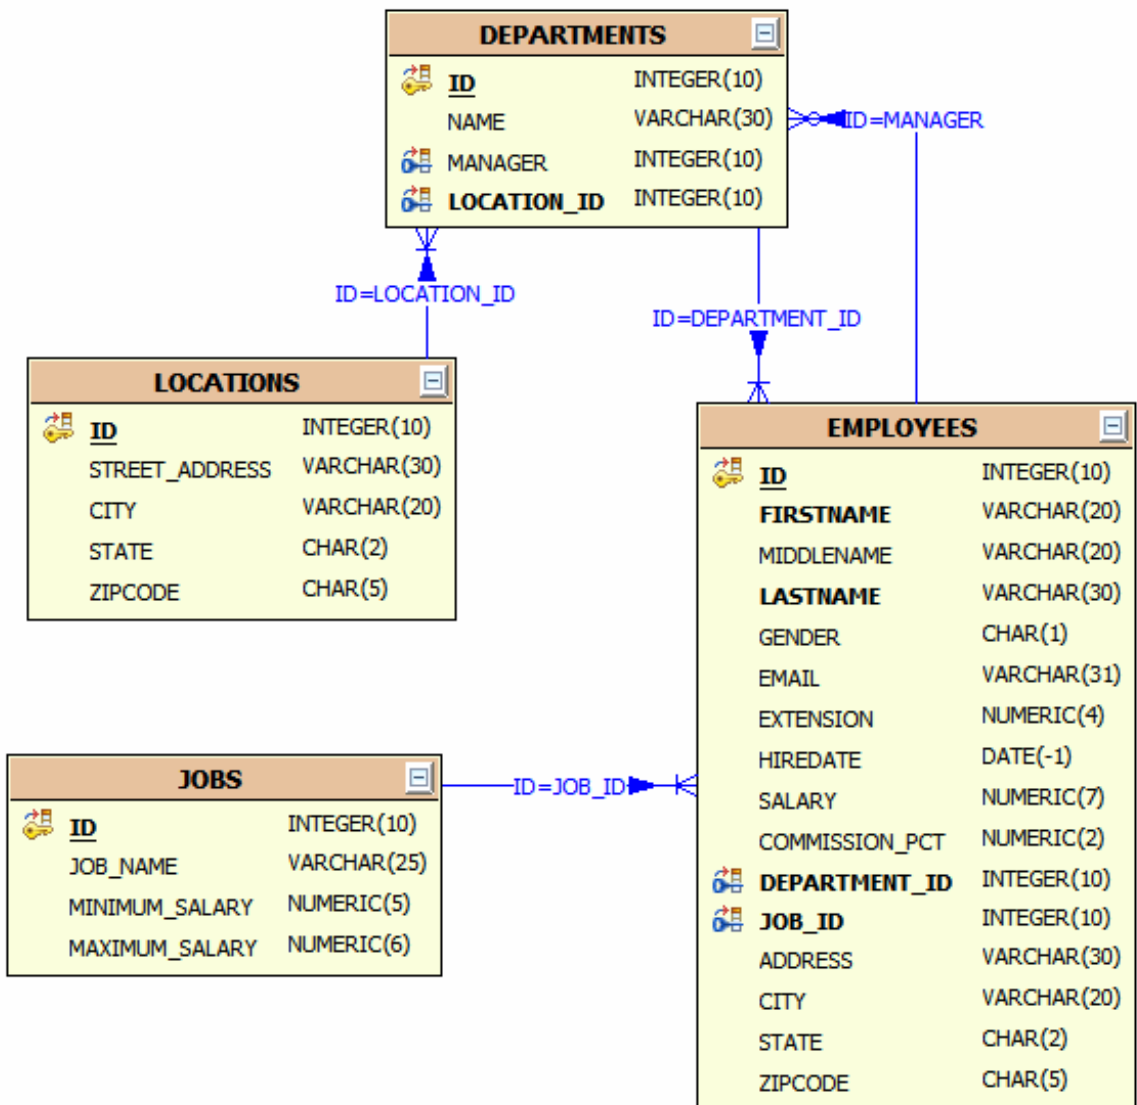 DEPARTMENTS
ID INTEGER(10)
NAME VARCHAR(30)
MANAGER INTEGER(10)
LOCATION_ID INTEGER(10)
ID=MANAGER
ID=LOCATION_ID
ID=DEPARTMENT_ID
LOCATIONS
ID INTEGER(10)
STREET_ADDRESS VARCHAR(30)
CITY VARCHAR(20)
STATE CHAR(2)
ZIPCODE CHAR(5)
EMPLOYEES
ID INTEGER(10)
FIRSTNAME VARCHAR(20)
MIDDLENAME VARCHAR(20)
LASTNAME VARCHAR(30)
GENDER CHAR(1)
EMAIL VARCHAR(31)
EXTENSION NUMERIC(4)
HIREDATE DATE(-1)
SALARY NUMERIC(7)
COMMISSION_PCT NUMERIC(2)
DEPARTMENT_ID INTEGER(10)
JOB_ID INTEGER(10)
ADDRESS VARCHAR(30)
CITY VARCHAR(20)
STATE CHAR(2)
ZIPCODE CHAR(5)
JOBS
ID INTEGER(10)
JOB_NAME VARCHAR(25)
MINIMUM_SALARY NUMERIC(5)
MAXIMUM_SALARY NUMERIC(6)
ID=JOB_ID